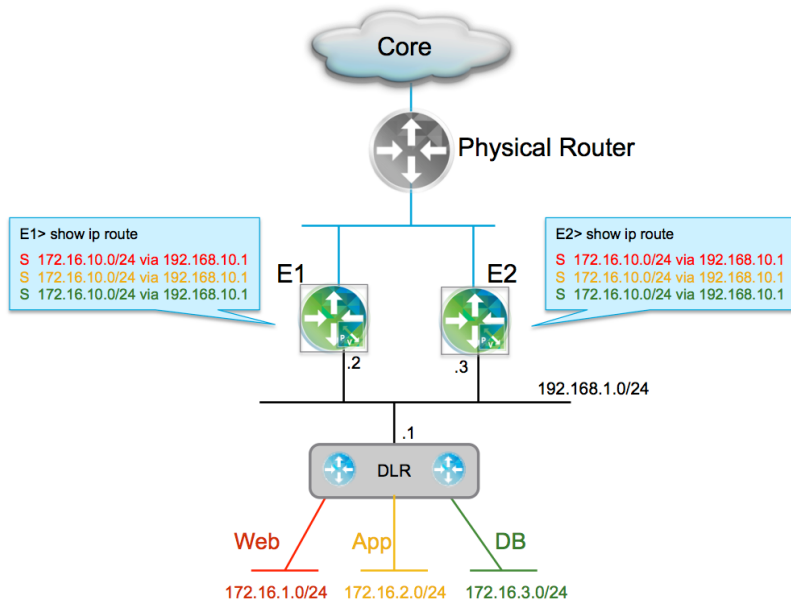 Core
Physical Router
E1> show ip route
S 172.16.10.0/24 via 192.168.10.1
S 172.16.10.0/24 via 192.168.10.1
S 172.16.10.0/24 via 192.168.10.1
E2> show ip route
S 172.16.10.0/24 via 192.168.10.1
S 172.16.10.0/24 via 192.168.10.1
S 172.16.10.0/24 via 192.168.10.1
E1
E2
.2
.3
192.168.1.0/24
.1
DLR
Web
App
DB
172.16.1.0/24
172.16.2.0/24
172.16.3.0/24